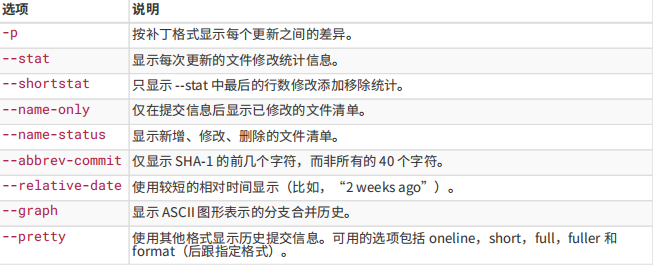 选项 说明
-p 按补丁格式显示每个更新之间的差异。
--stat 显示每次更新的文件修改统计信息。
--shortstat 只显示 --stat 中最后的行数修改添加移除统计。
--name-only 仅在提交信息后显示已修改的文件清单。
--name-status 显示新增、修改、删除的文件清单。
--abbrev-commit 仅显示 SHA-1 的前几个字符，而非所有的 40 个字符。
--relative-date 使用较短的相对时间显示（比如，“2 weeks ago”）。
--graph 显示 ASCII 图形表示的分支合并历史。
--pretty 使用其他格式显示历史提交信息。可用的选项包括 oneline，short，full，fuller 和
format（后跟指定格式）。